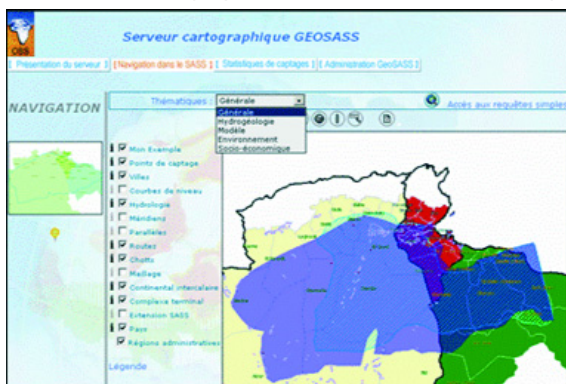 OSS
Serveur cartographique GEOSASS
[ Présentation du serveur ] [ Navigation dans le SASS ] [ Statistiques de captages ] [ Administration GeoSASS ]
NAVIGATION
Thématiques : Générale
Accés aux requêtes simples
Générale
Hydrogéologie
Modèle
Environnement
Socio-économique
Mon Example
Points de captage
Villes
Courbes de niveau
Hydrologie
Méridiens
Parallèles
Routes
Chotts
Maillage
Continental intercalaire
Complexe terminal
Extension SASS
Pays
Régions administratives
Légende